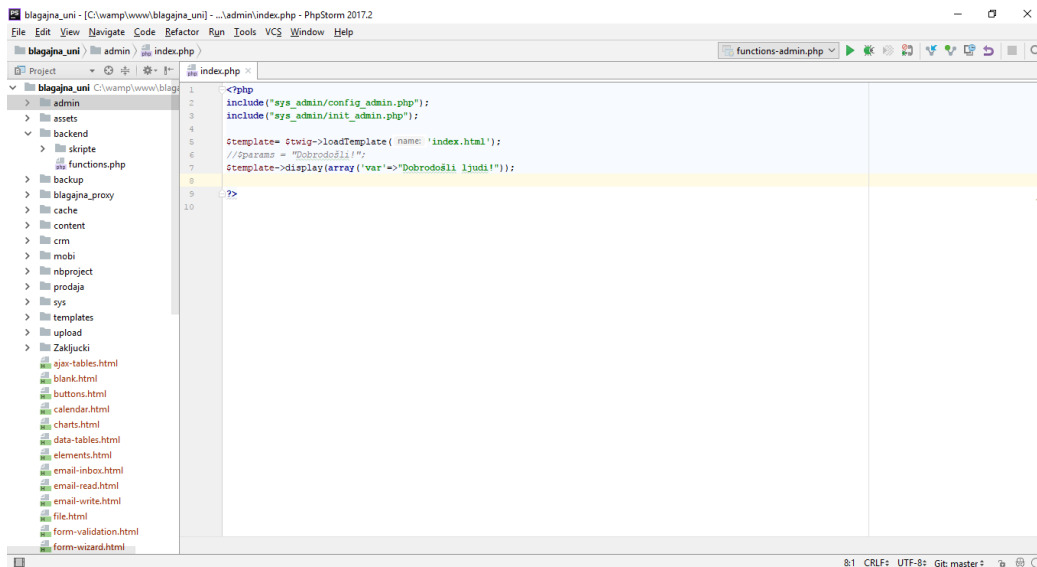 blagajna_uni - [C:\wamp\www\blagajna_uni] - ...\admin\index.php - PhpStorm 2017.2
File Edit View Navigate Code Refactor Run Tools VCS Window Help
blagajna_uni admin index.php functions-admin.php
Project index.php
blagajna_uni C:\wamp\www\blaga
admin
assets
backend
skripte
functions.php
backup
blagajna_proxy
cache
content
crm
mobi
nbproject
prodaja
sys
templates
upload
Zakljucki
ajax-tables.html
blank.html
buttons.html
calendar.html
charts.html
data-tables.html
elements.html
email-inbox.html
email-read.html
email-write.html
file.html
form-validation.html
form-wizard.html
1 <?php
2 include("sys_admin/config_admin.php");
3 include("sys_admin/init_admin.php");
4
5 $template= $twig->loadTemplate( name: 'index.html');
6 //$params = "Dobrodošli!";
7 $template->display(array('var'=>"Dobrodošli ljudi!"));
8
9 ?>
10
8:1 CRLF UTF-8 Git: master